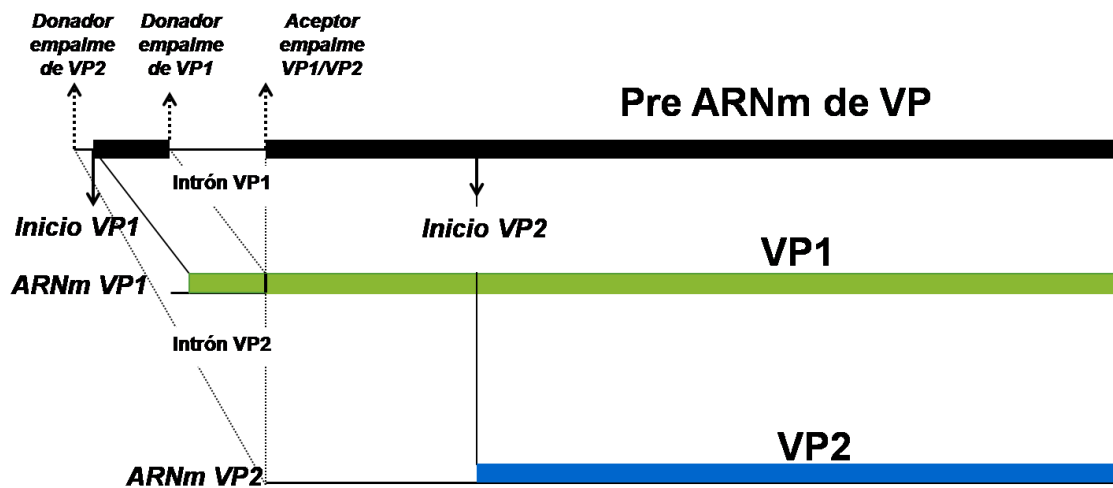 Donador
empalme
de VP2
Donador
empalme
de VP1
Aceptor
empalme
VP1/VP2
Pre ARNm de VP
Intrón VP1
Inicio VP1
Inicio VP2
VP1
ARNm VP1
Intrón VP2
VP2
ARNm VP2